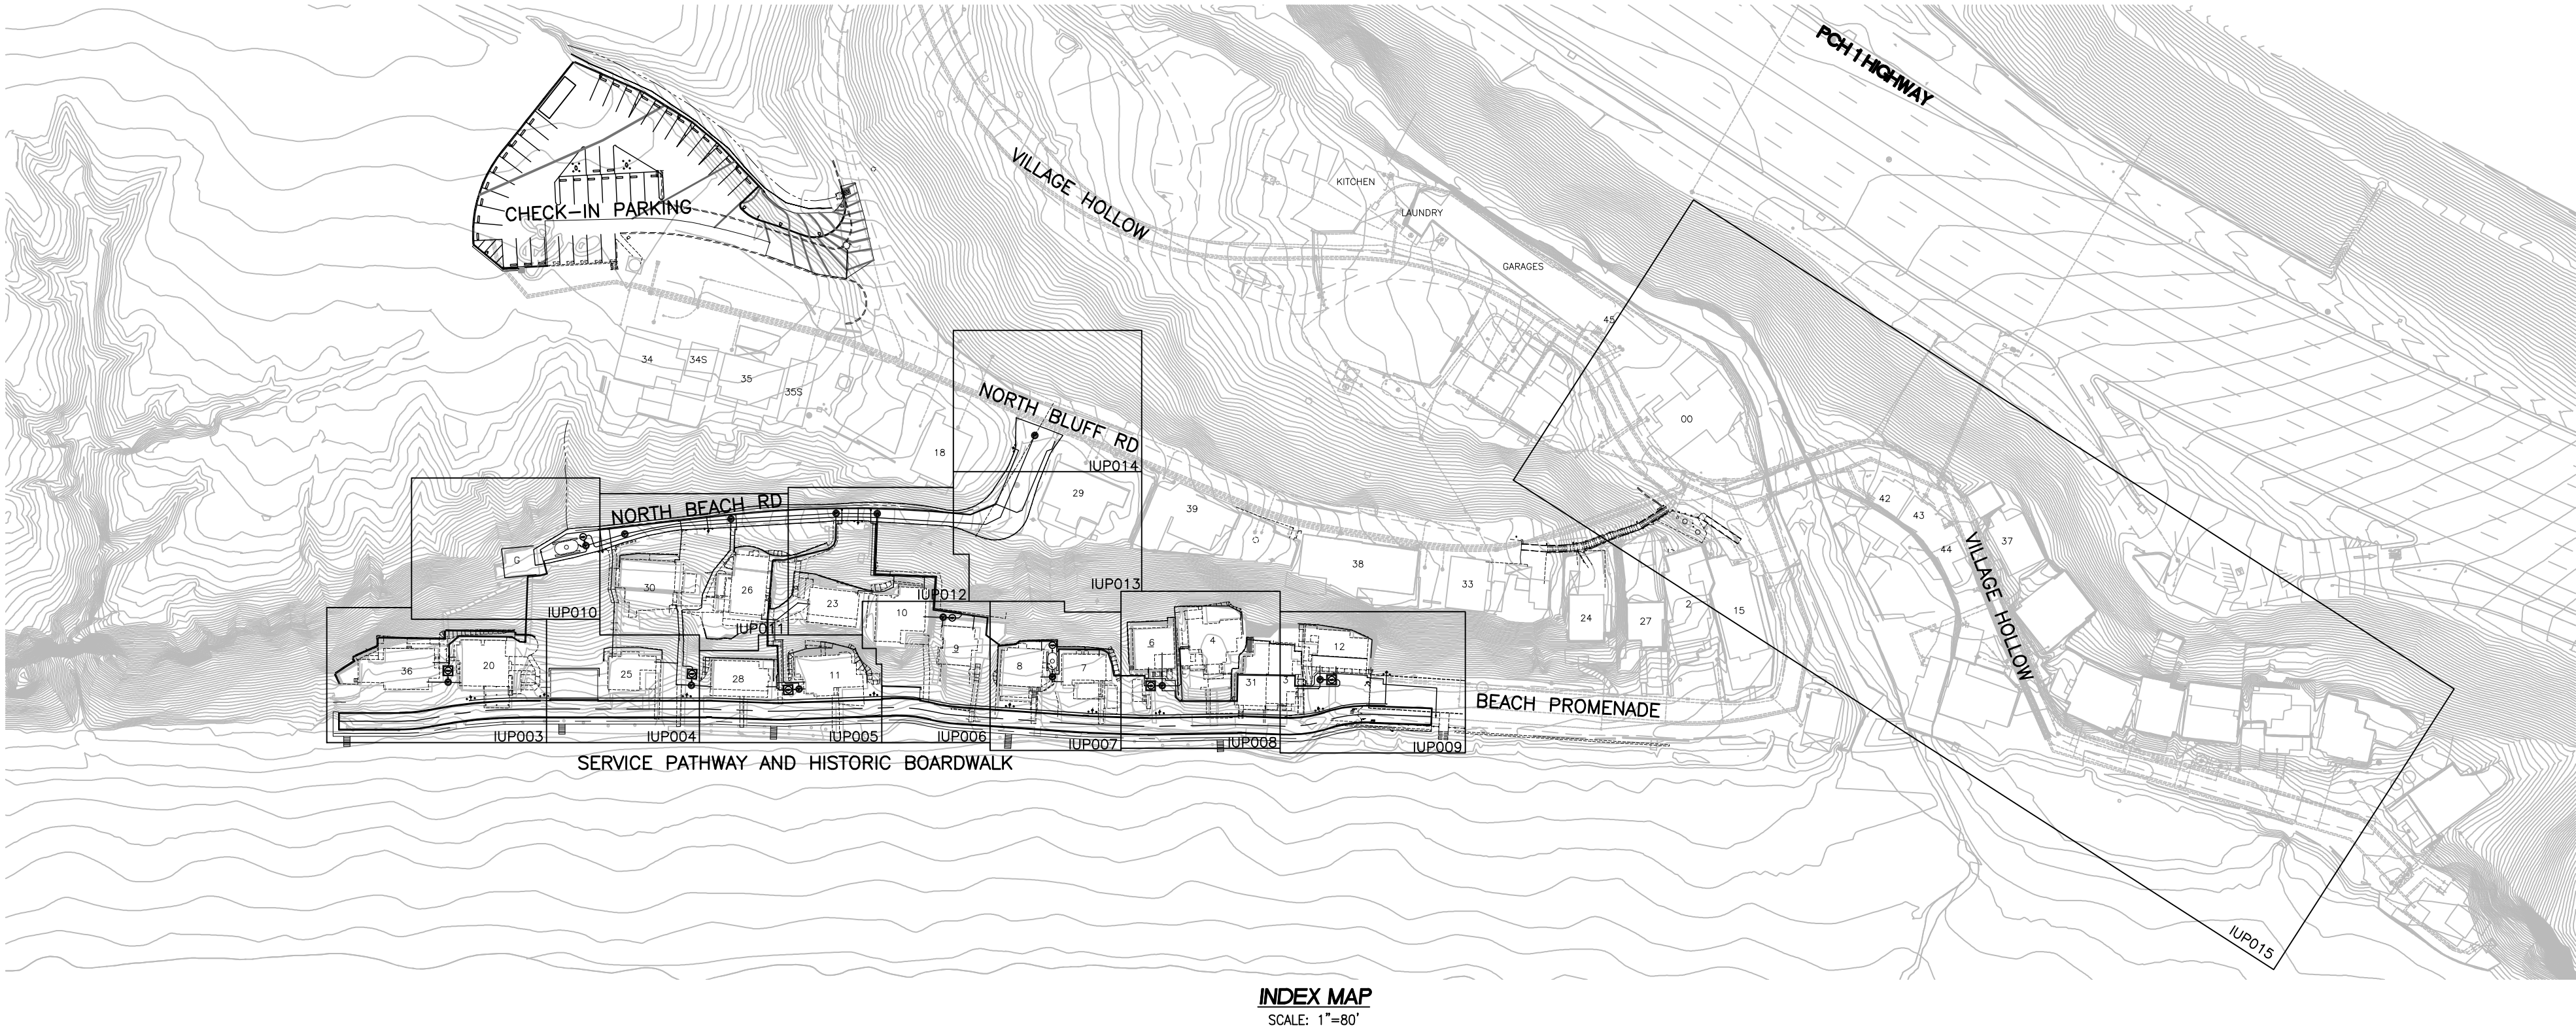 PCH 1 HIGHWAY
VILLAGE HOLLOW
KITCHEN
LAUNDRY
CHECK-IN PARKING
GARAGES
45
34
34S
35
35S
NORTH BLUFF RD
00
18
IUP014
29
39
42
43
44
37
NORTH BEACH RD
G
30
26
23
10
IUP010
IUP011
IUP012
IUP013
38
33
24
27
2
15
VILLAGE HOLLOW
36
20
25
28
11
9
8
7
6
4
31
3
12
BEACH PROMENADE
IUP003
IUP004
IUP005
IUP006
IUP007
IUP008
IUP009
SERVICE PATHWAY AND HISTORIC BOARDWALK
IUP015
INDEX MAP
SCALE: 1"=80'